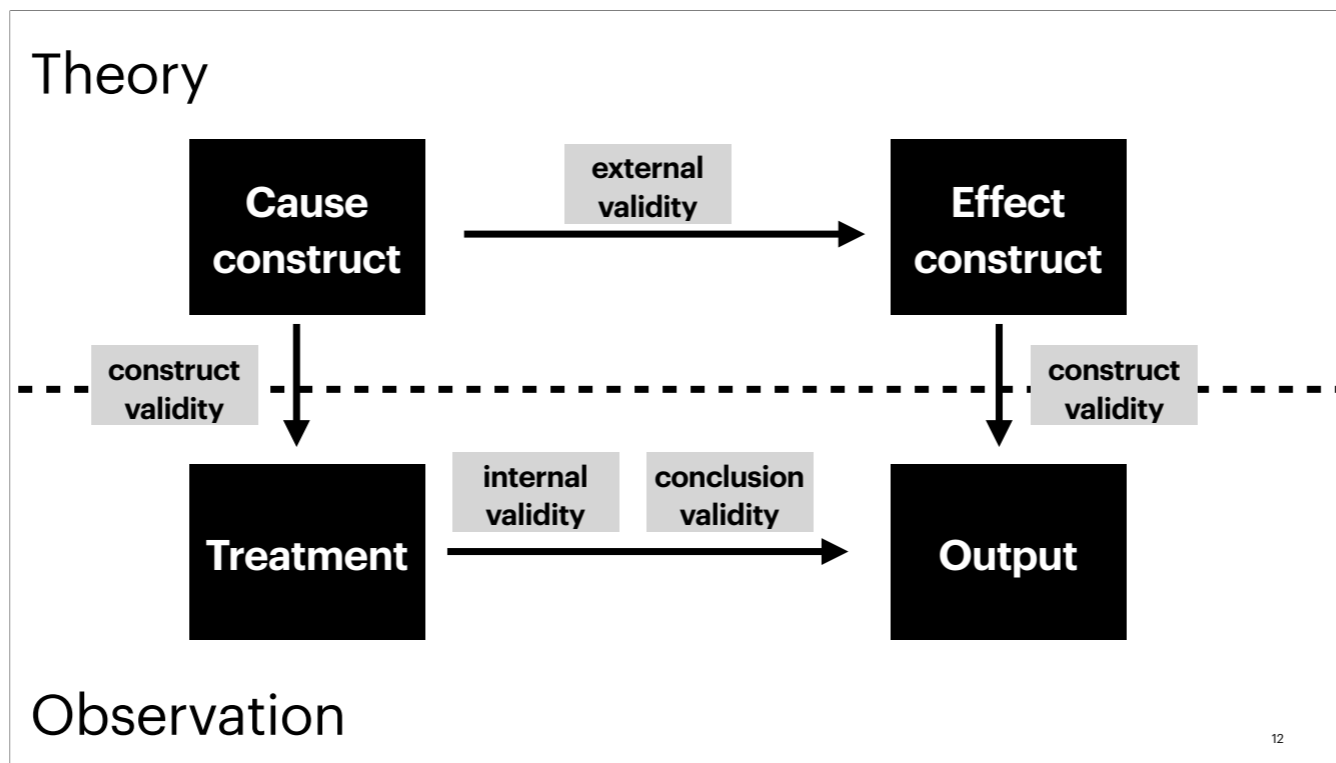 Theory
Cause
construct
external
validity
Effect
construct
construct
validity
construct
validity
Treatment
internal
validity
conclusion
validity
Output
Observation
12